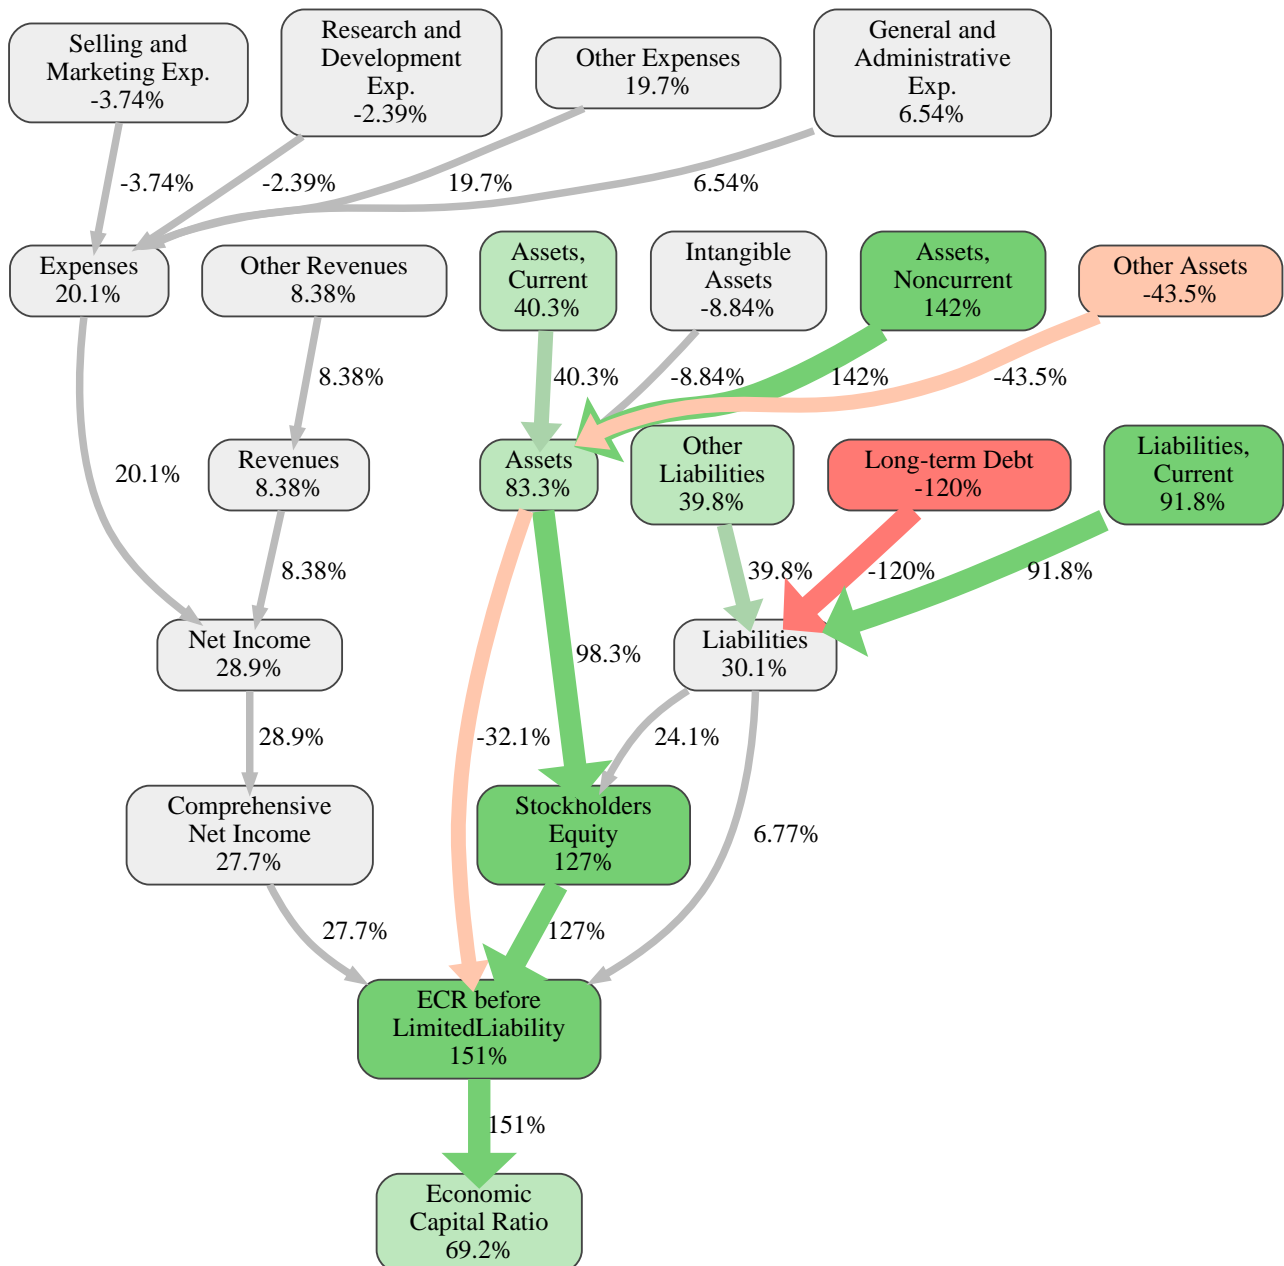 Selling and
Marketing Exp.
-3.74%
Research and
Development
Exp.
-2.39%
Other Expenses
19.7%
General and
Administrative
Exp.
6.54%
-3.74%
-2.39%
19.7%
6.54%
Expenses
20.1%
Other Revenues
8.38%
Assets,
Current
40.3%
Intangible
Assets
-8.84%
Assets,
Noncurrent
142%
Other Assets
-43.5%
8.38%
40.3%
-8.84%
142%
-43.5%
20.1%
Revenues
8.38%
Assets
83.3%
Other
Liabilities
39.8%
Long-term Debt
-120%
Liabilities,
Current
91.8%
8.38%
39.8%
-120%
91.8%
Net Income
28.9%
98.3%
Liabilities
30.1%
28.9%
-32.1%
24.1%
Comprehensive
Net Income
27.7%
Stockholders
Equity
127%
6.77%
27.7%
127%
ECR before
LimitedLiability
151%
151%
Economic
Capital Ratio
69.2%